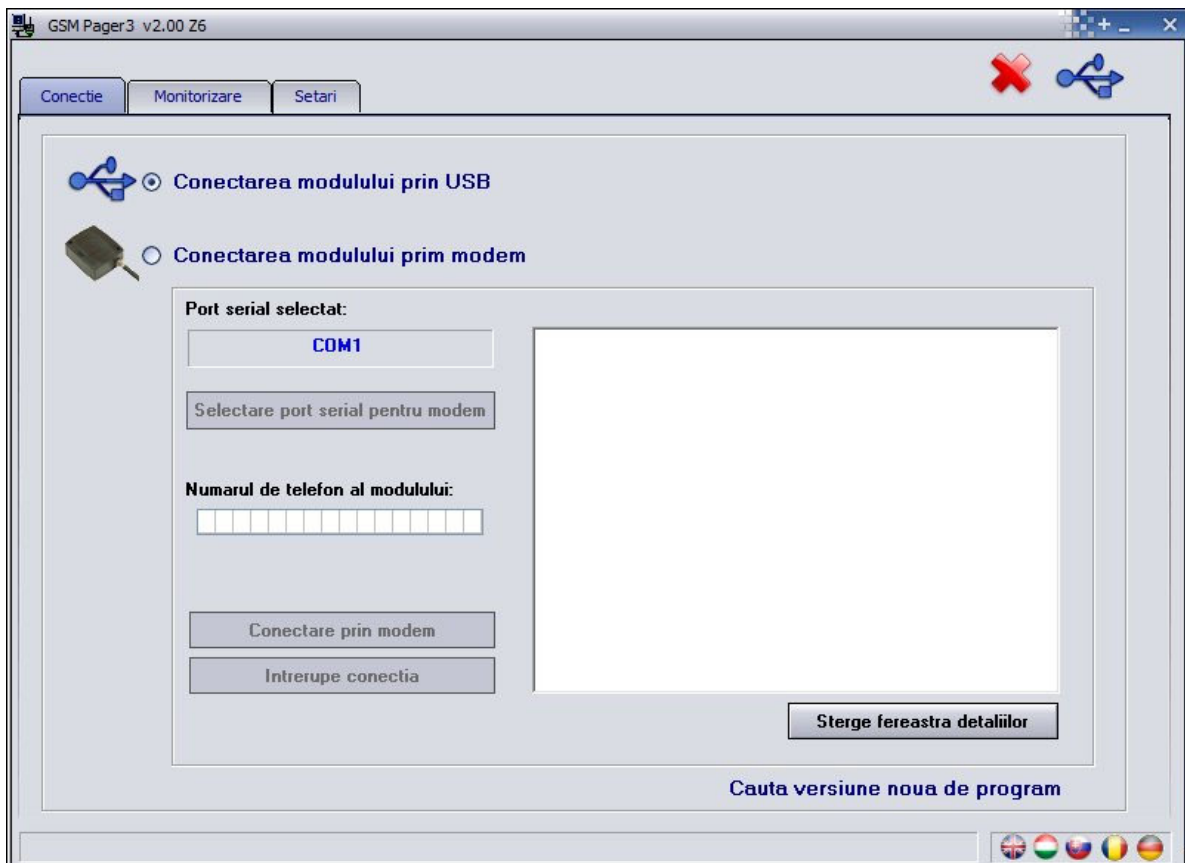 GSM Pager3 v2.00 Z6
Conectie Monitorizare Setari
Conectarea modulului prin USB
Conectarea modulului prim modem
Port serial selectat:
COM1
Selectare port serial pentru modem
Numarul de telefon al modulului:
Conectare prin modem
Intrerupe conectia
Sterge fereastra detaliilor
Cauta versiune noua de program